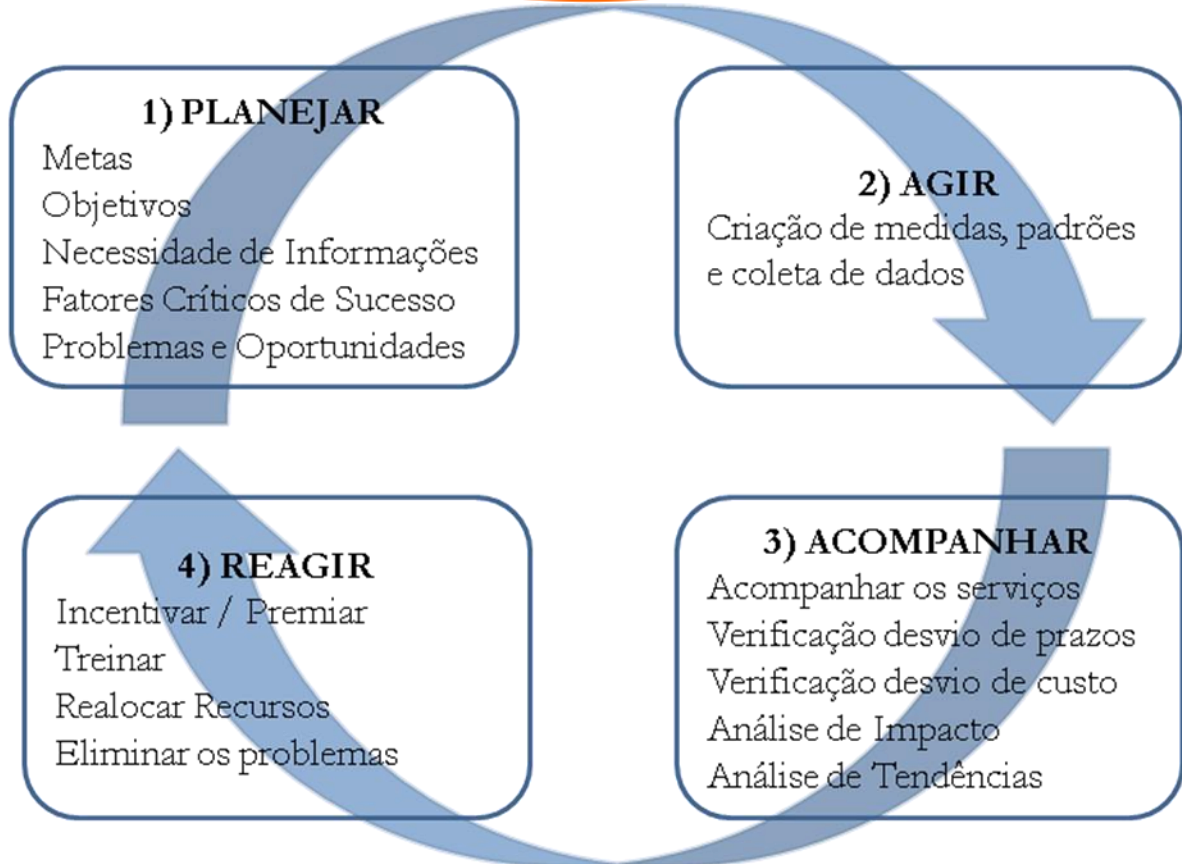 1) PLANEJAR
Metas
Objetivos
Necessidade de Informações
Fatores Críticos de Sucesso
Problemas e Oportunidades
2) AGIR
Criação de medidas, padrões
e coleta de dados
3) ACOMPANHAR
Acompanhar os serviços
Verificação desvio de prazos
Verificação desvio de custo
Análise de Impacto
Análise de Tendências
4) REAGIR
Incentivar / Premiar
Treinar
Realocar Recursos
Eliminar os problemas